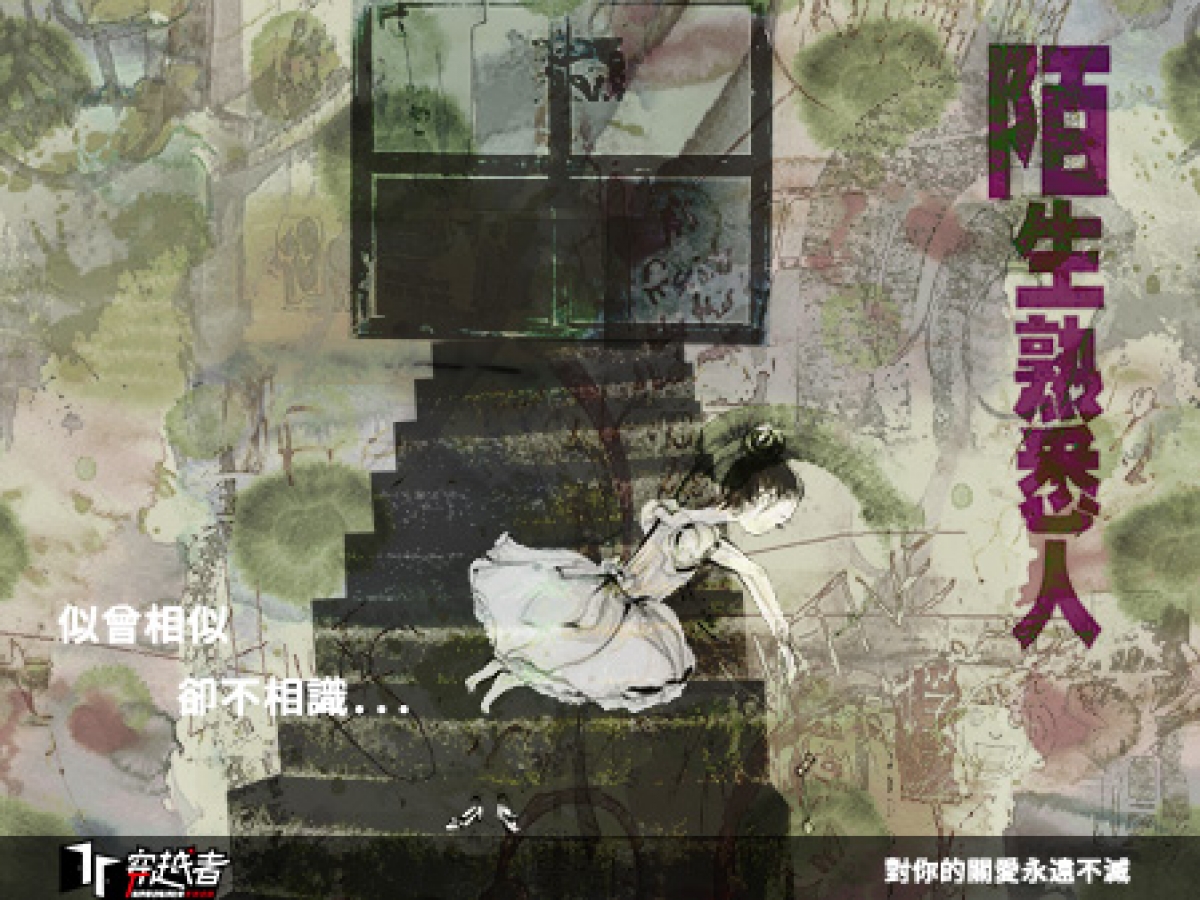 陌生熟悉人
似曾相似
卻不相識...
穿越者
對你的關愛永遠不滅